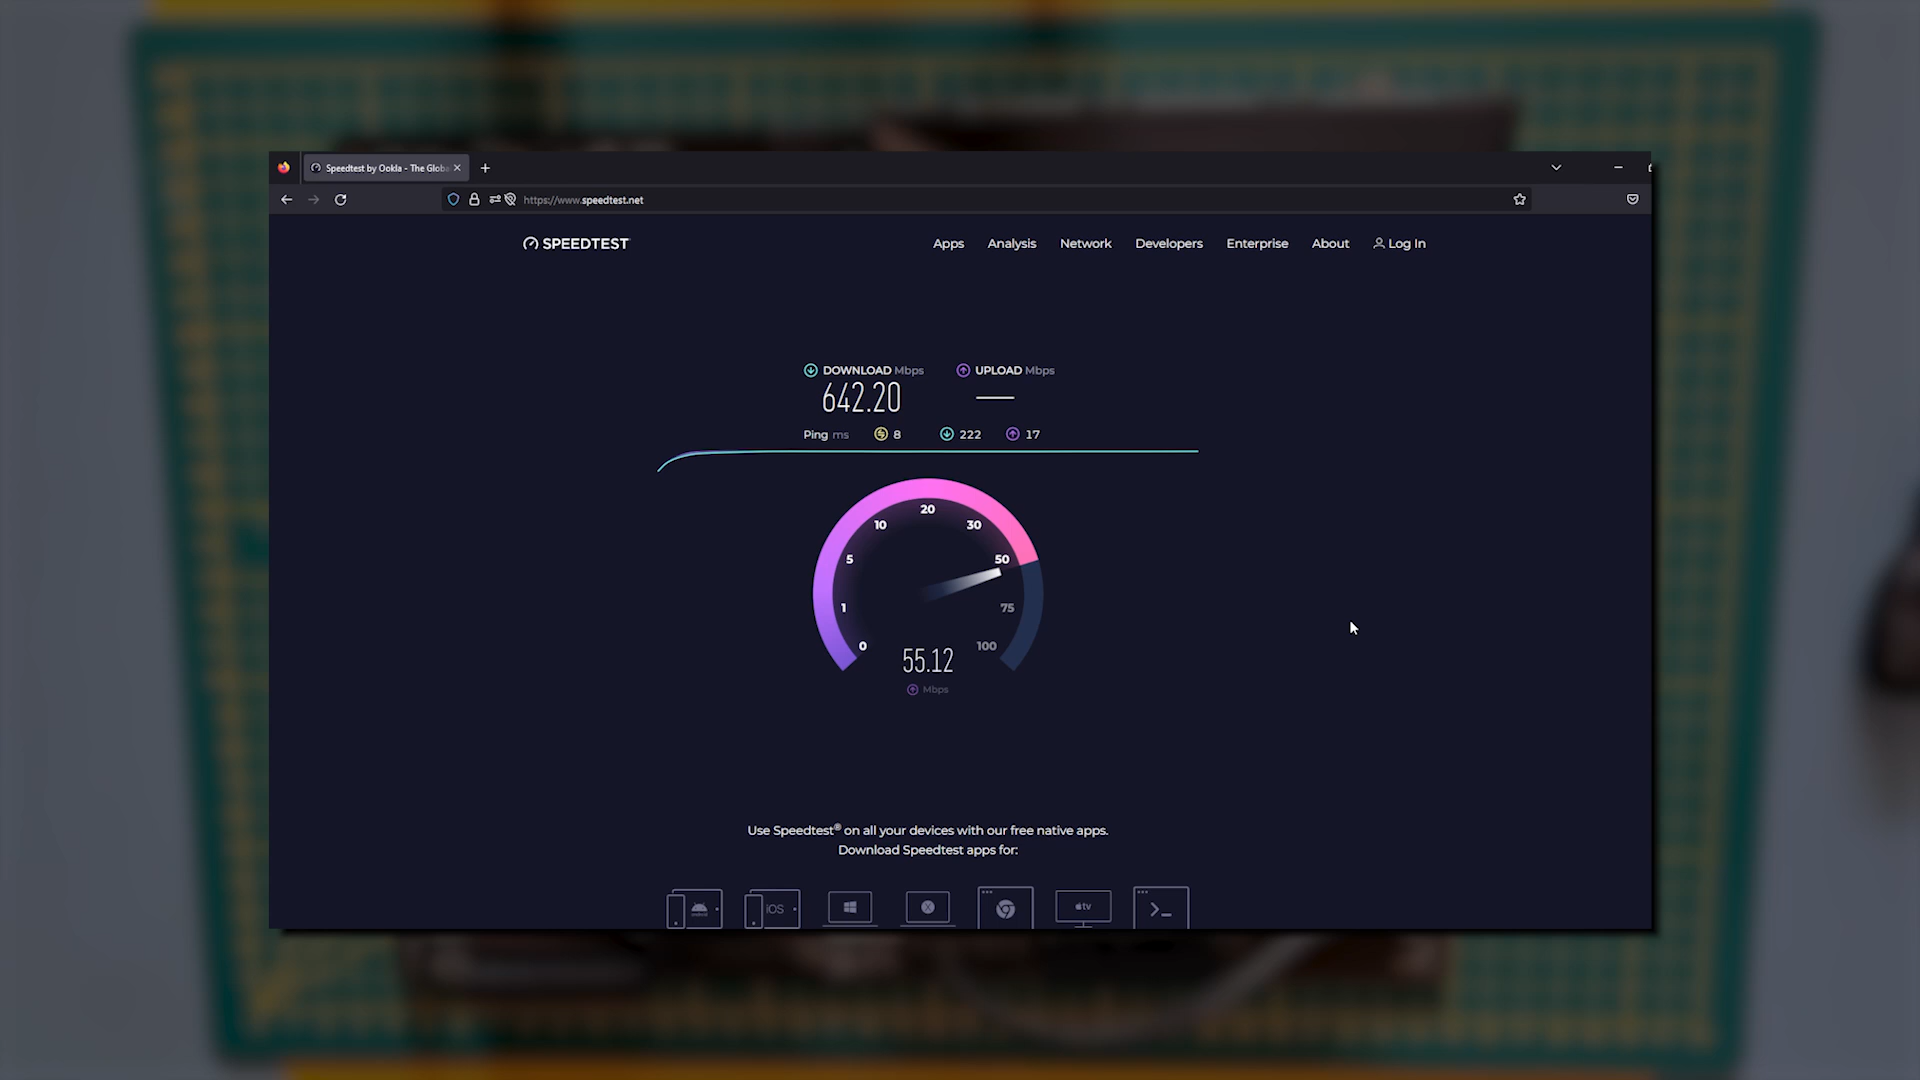 Speedtest by Ookla - The Globa
https://www.speedtest.net
SPEEDTEST
Apps Analysis Network Developers Enterprise About Log In
DOWNLOAD Mbps UPLOAD Mbps
642.20
Ping ms 8 222 17
20
10 30
5 50
1 75
0 100
55.12
Mbps
Use Speedtest® on all your devices with our free native apps.
Download Speedtest apps for:
android iOS tv